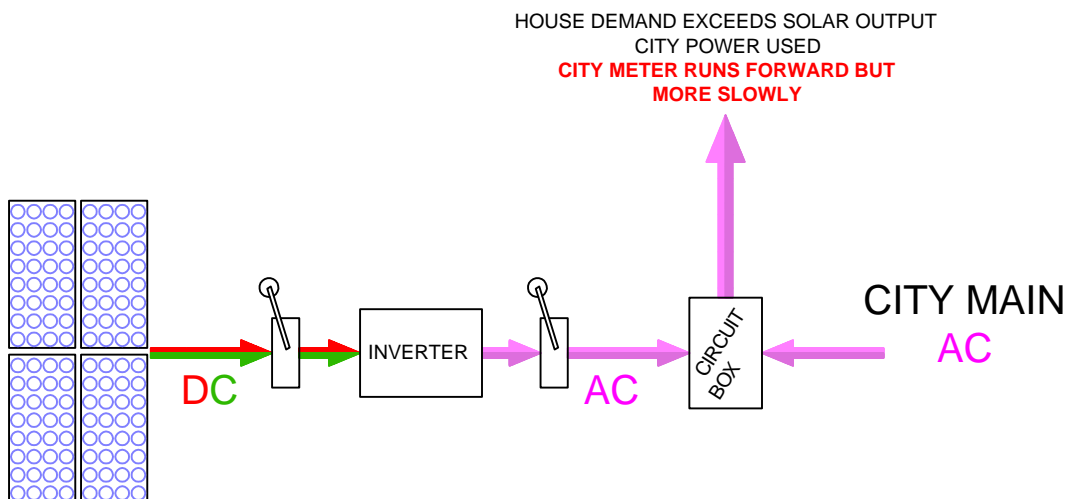 HOUSE DEMAND EXCEEDS SOLAR OUTPUT
CITY POWER USED
CITY METER RUNS FORWARD BUT
MORE SLOWLY
CITY MAIN
AC
INVERTER
CIRCUIT
BOX
DC
AC